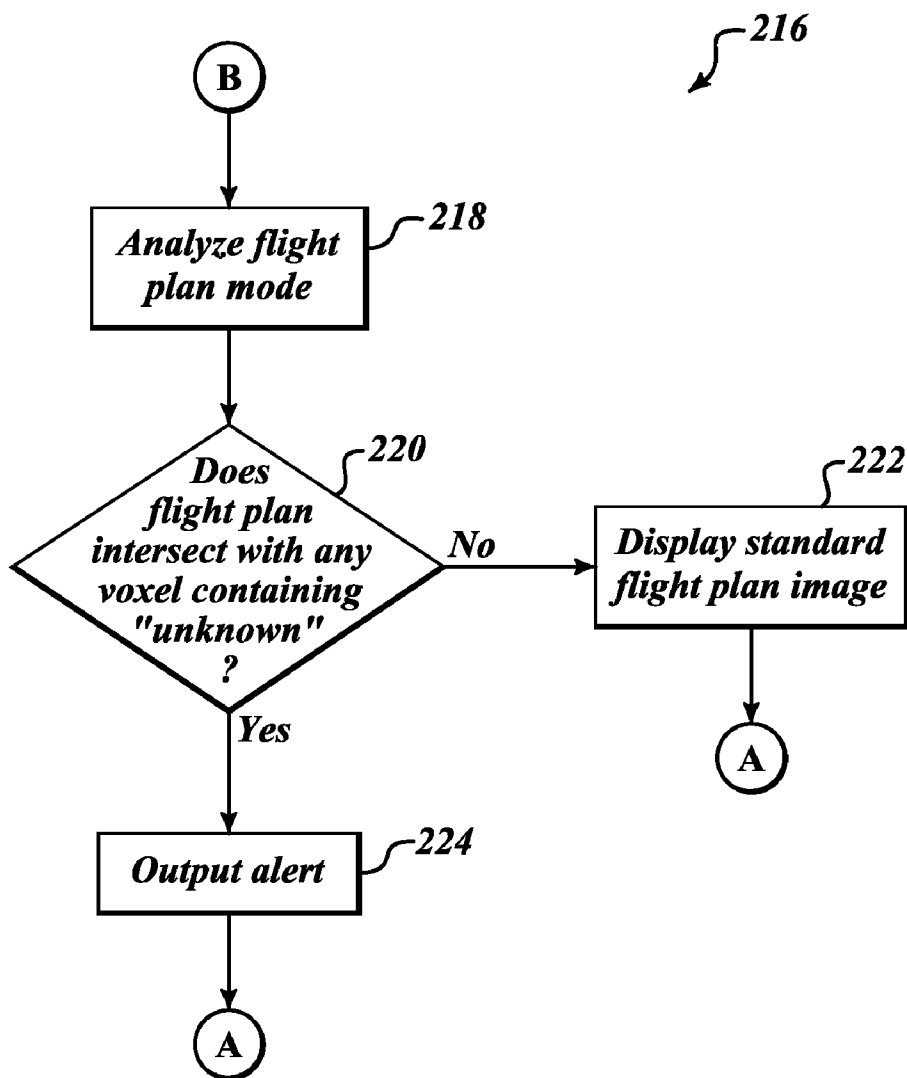 216
B
218
Analyze flight
plan mode
220
Does
flight plan
intersect with any
voxel containing
"unknown"
?
No
222
Display standard
flight plan image
Yes
A
224
Output alert
A